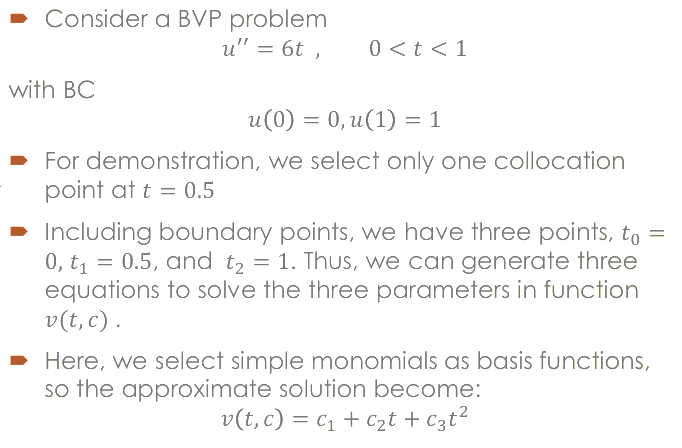 Consider a BVP problem
u′′ = 6t , 0 < t < 1
with BC
u(0) = 0, u(1) = 1
For demonstration, we select only one collocation
point at t = 0.5
Including boundary points, we have three points, t₀ =
0, t₁ = 0.5, and t₂ = 1. Thus, we can generate three
equations to solve the three parameters in function
v(t, c) .
Here, we select simple monomials as basis functions,
so the approximate solution become:
v(t, c) = c₁ + c₂t + c₃t²